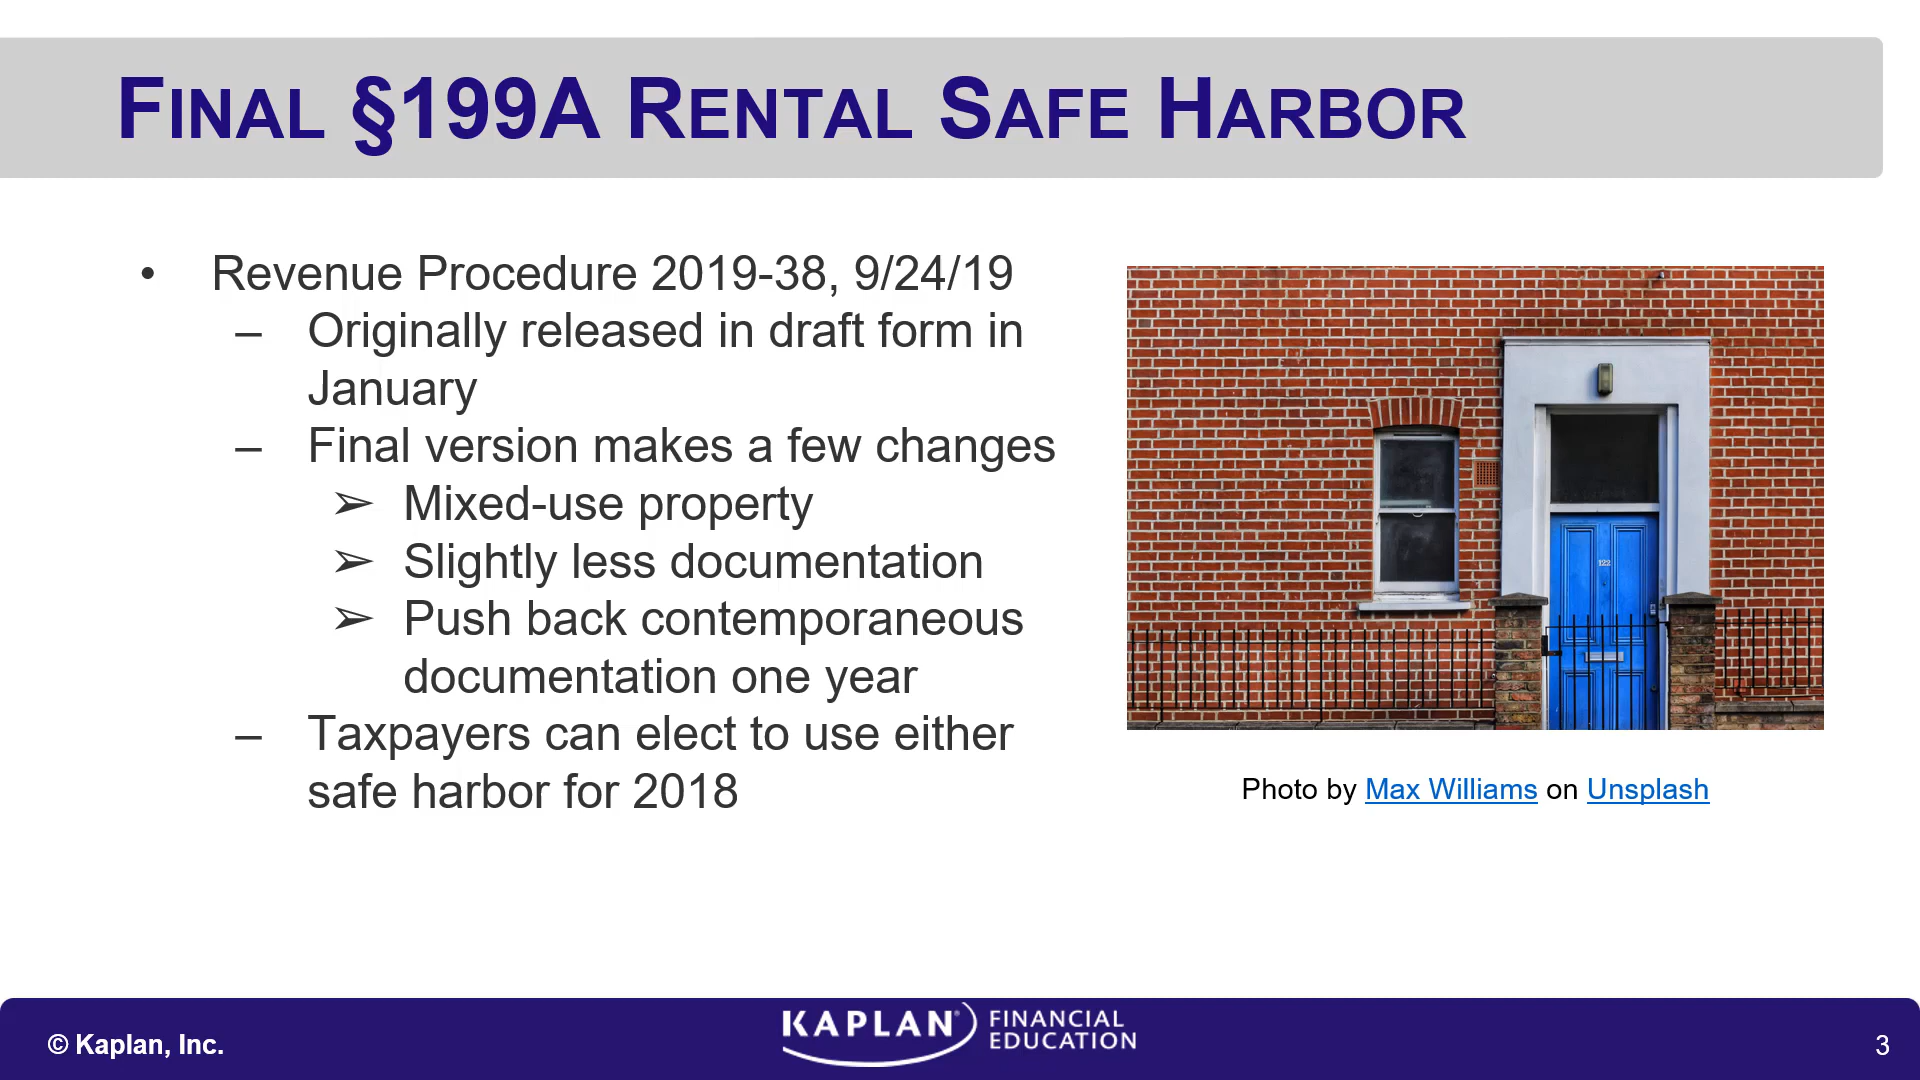 FINAL §199A RENTAL SAFE HARBOR
• Revenue Procedure 2019-38, 9/24/19
– Originally released in draft form in
January
– Final version makes a few changes
➢ Mixed-use property
➢ Slightly less documentation
➢ Push back contemporaneous
documentation one year
– Taxpayers can elect to use either
safe harbor for 2018
122
Photo by Max Williams on Unsplash
© Kaplan, Inc.
KAPLAN® FINANCIAL
EDUCATION
3